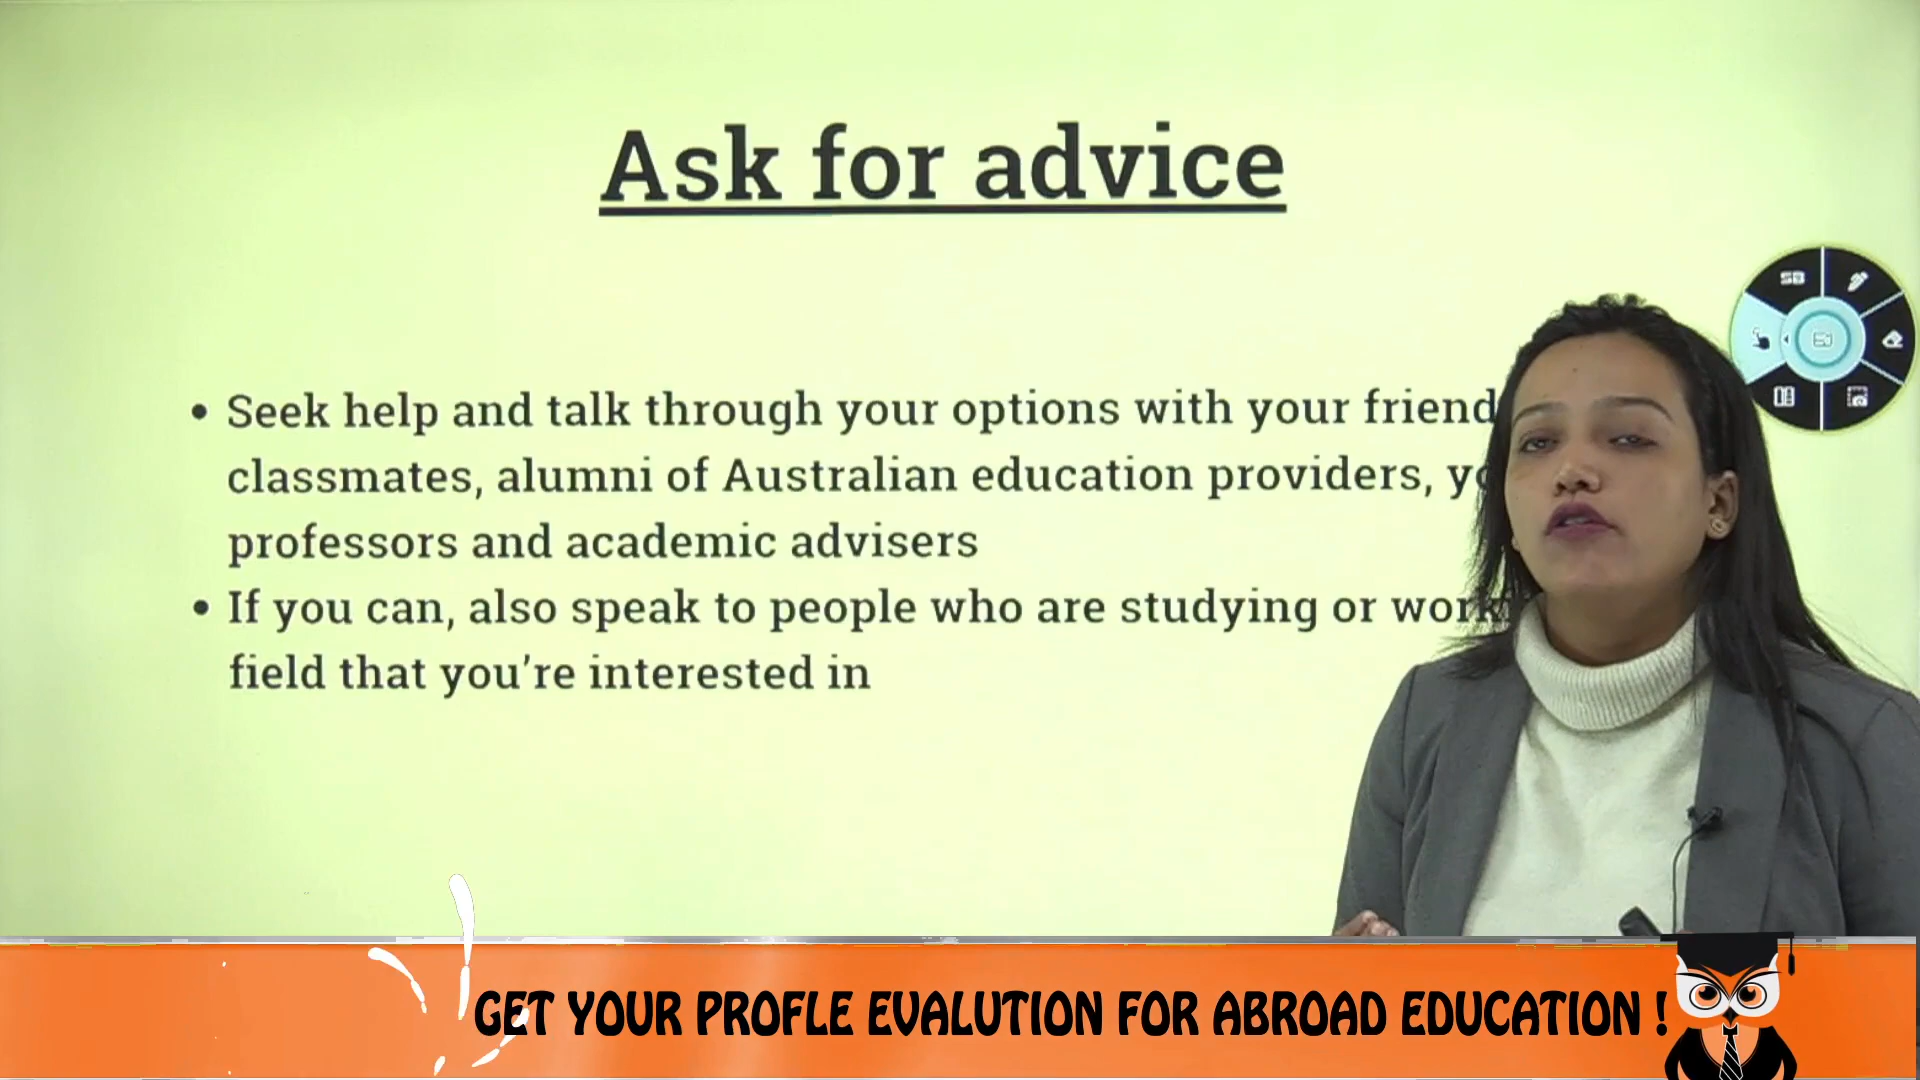 Ask for advice
• Seek help and talk through your options with your friend
classmates, alumni of Australian education providers,
professors and academic advisers
• If you can, also speak to people who are studying or work
field that you're interested in
GET YOUR PROFLE EVALUTION FOR ABROAD EDUCATION !